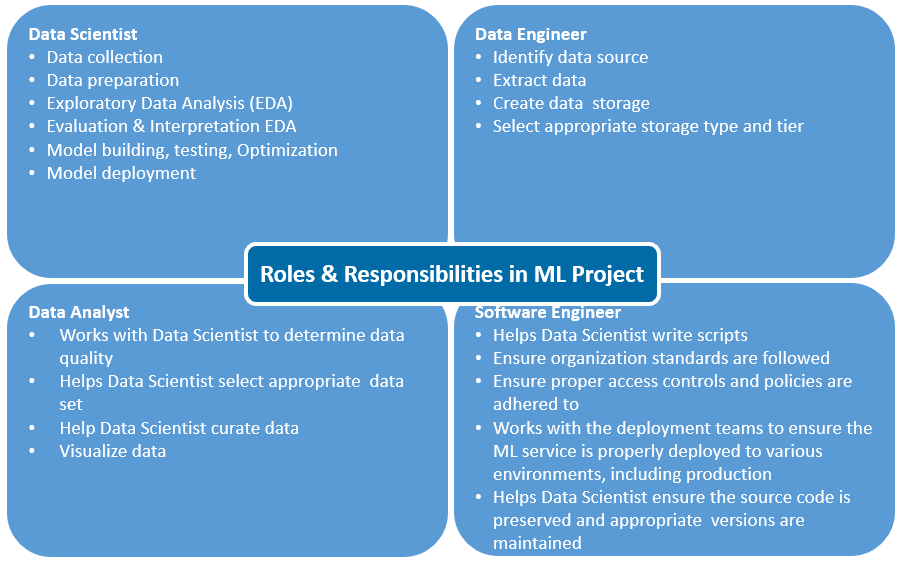 Data Scientist
• Data collection
• Data preparation
• Exploratory Data Analysis (EDA)
• Evaluation & Interpretation EDA
• Model building, testing, Optimization
• Model deployment
Data Engineer
• Identify data source
• Extract data
• Create data  storage
• Select appropriate storage type and tier
Roles & Responsibilities in ML Project
Data Analyst
• Works with Data Scientist to determine data
quality
• Helps Data Scientist select appropriate  data
set
• Help Data Scientist curate data
• Visualize data
Software Engineer
• Helps Data Scientist write scripts
• Ensure organization standards are followed
• Ensure proper access controls and policies are
adhered to
• Works with the deployment teams to ensure the
ML service is properly deployed to various
environments, including production
• Helps Data Scientist ensure the source code is
preserved and appropriate  versions are
maintained